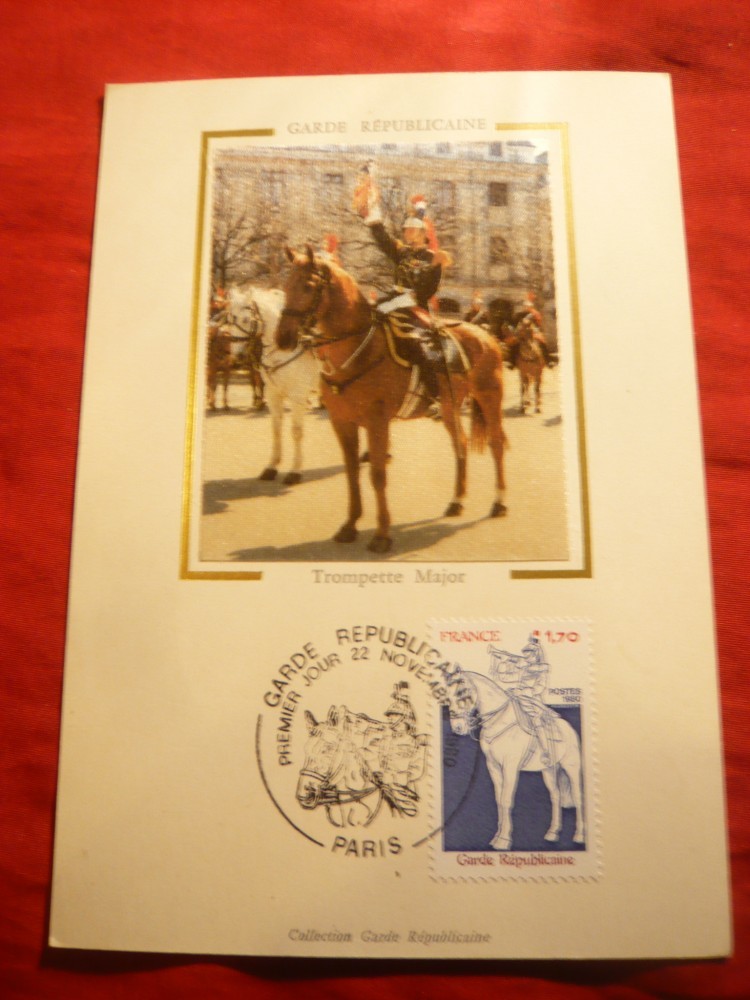 GARDE RÉPUBLICAINE
Trompette Major
GARDE REPUBLICAINE
PREMIER JOUR 22 NOVEMBRE 1980
PARIS
FRANCE 1,70
POSTES
1980
Garde Républicaine
Collection Garde Républicaine